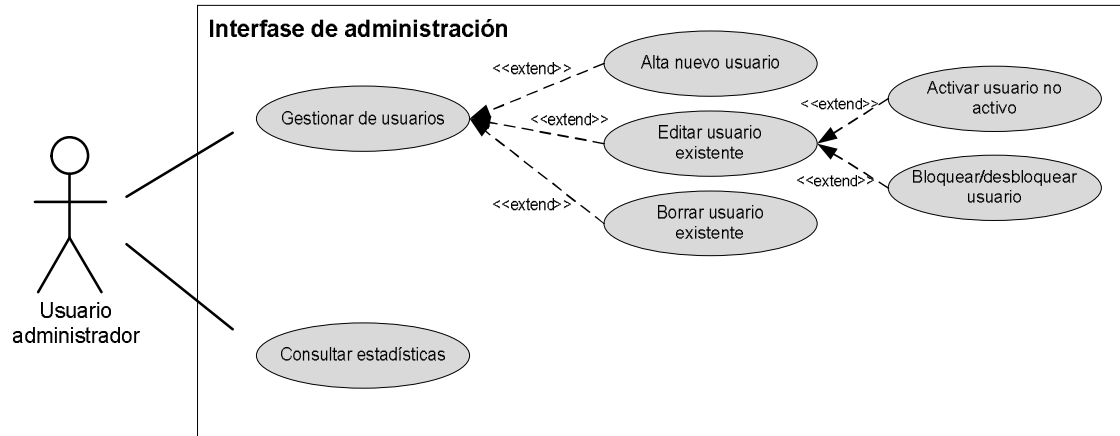 Interfase de administración
<<extend>>
Alta nuevo usuario
Gestionar de usuarios
<<extend>>
Editar usuario
existente
<<extend>>
Activar usuario no
activo
<<extend>>
Bloquear/desbloquear
usuario
<<extend>>
Borrar usuario
existente
Usuario
administrador
Consultar estadísticas